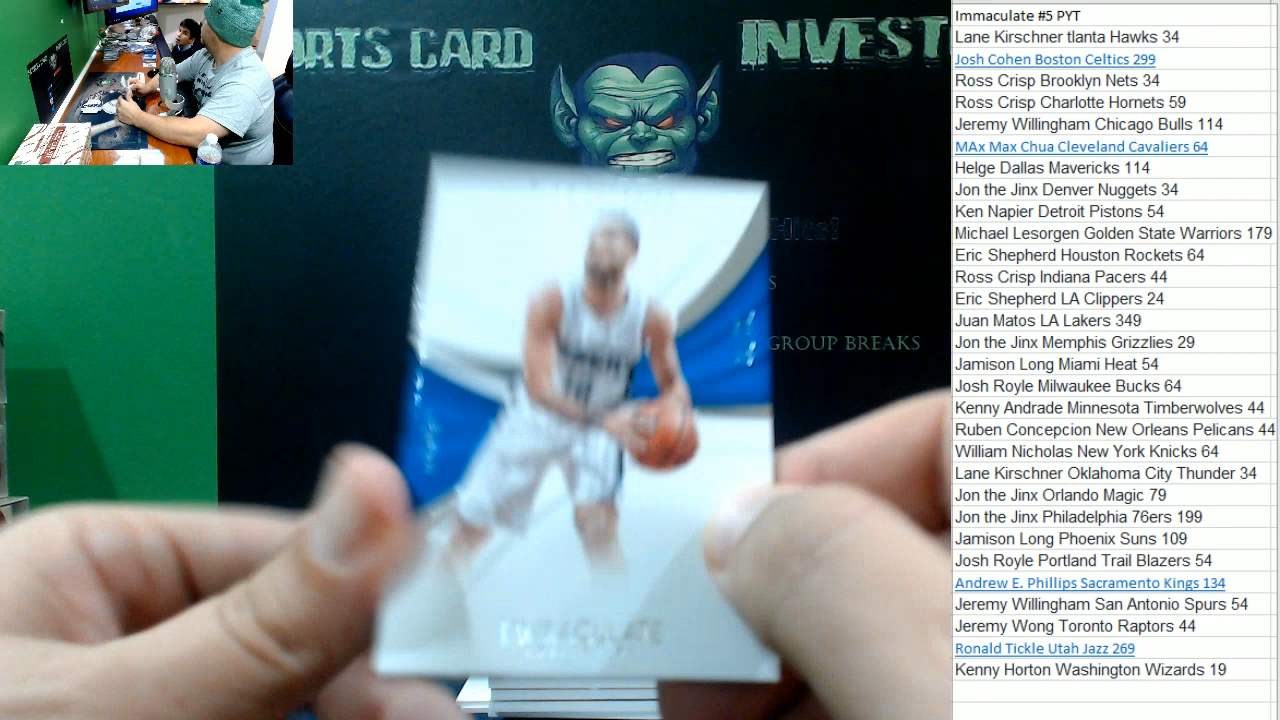 RTS CARD INVEST
S
GROUP BREAKS
IMMACULATE
Immaculate #5 PYT
Lane Kirschner tlanta Hawks 34
Josh Cohen Boston Celtics 299
Ross Crisp Brooklyn Nets 34
Ross Crisp Charlotte Hornets 59
Jeremy Willingham Chicago Bulls 114
MAx Max Chua Cleveland Cavaliers 64
Helge Dallas Mavericks 114
Jon the Jinx Denver Nuggets 34
Ken Napier Detroit Pistons 54
Michael Lesorgen Golden State Warriors 179
Eric Shepherd Houston Rockets 64
Ross Crisp Indiana Pacers 44
Eric Shepherd LA Clippers 24
Juan Matos LA Lakers 349
Jon the Jinx Memphis Grizzlies 29
Jamison Long Miami Heat 54
Josh Royle Milwaukee Bucks 64
Kenny Andrade Minnesota Timberwolves 44
Ruben Concepcion New Orleans Pelicans 44
William Nicholas New York Knicks 64
Lane Kirschner Oklahoma City Thunder 34
Jon the Jinx Orlando Magic 79
Jon the Jinx Philadelphia 76ers 199
Jamison Long Phoenix Suns 109
Josh Royle Portland Trail Blazers 54
Andrew E. Phillips Sacramento Kings 134
Jeremy Willingham San Antonio Spurs 54
Jeremy Wong Toronto Raptors 44
Ronald Tickle Utah Jazz 269
Kenny Horton Washington Wizards 19